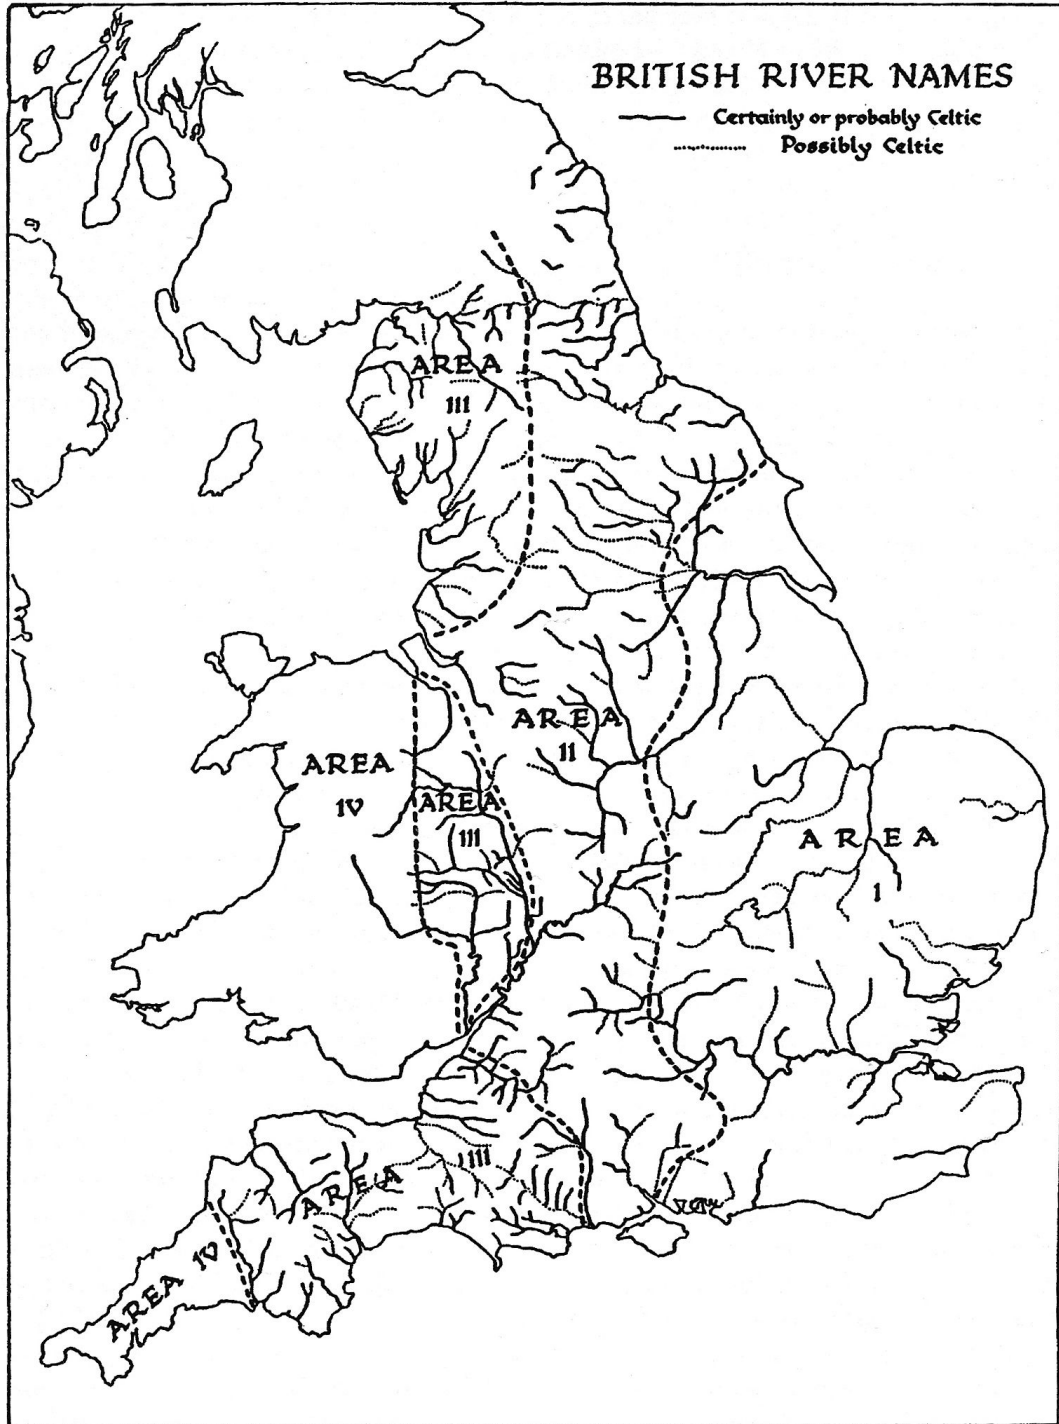 BRITISH RIVER NAMES
Certainly or probably Celtic
Possibly Celtic
AREA
III
AREA
II
AREA
IV
AREA
III
AREA
I
III
AREA
AREA IV